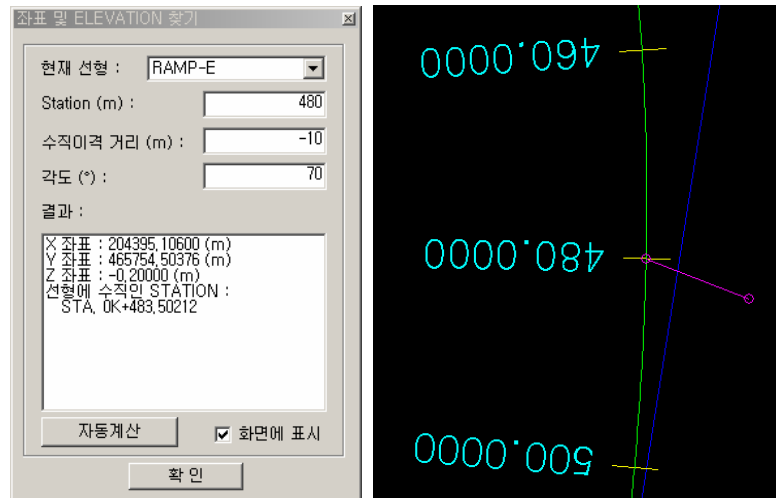 좌표 및 ELEVATION 찾기
현재 선형 : RAMP-E
Station (m) : 480
수직이격 거리 (m) : -10
각도 (°) : 70
결과 :
X 좌표 : 204395,10600 (m)
Y 좌표 : 465754,50376 (m)
Z 좌표 : -0,20000 (m)
선형에 수직인 STATION :
STA, 0K+483,50212
자동계산
화면에 표시
확 인
460.0000
480.0000
500.0000